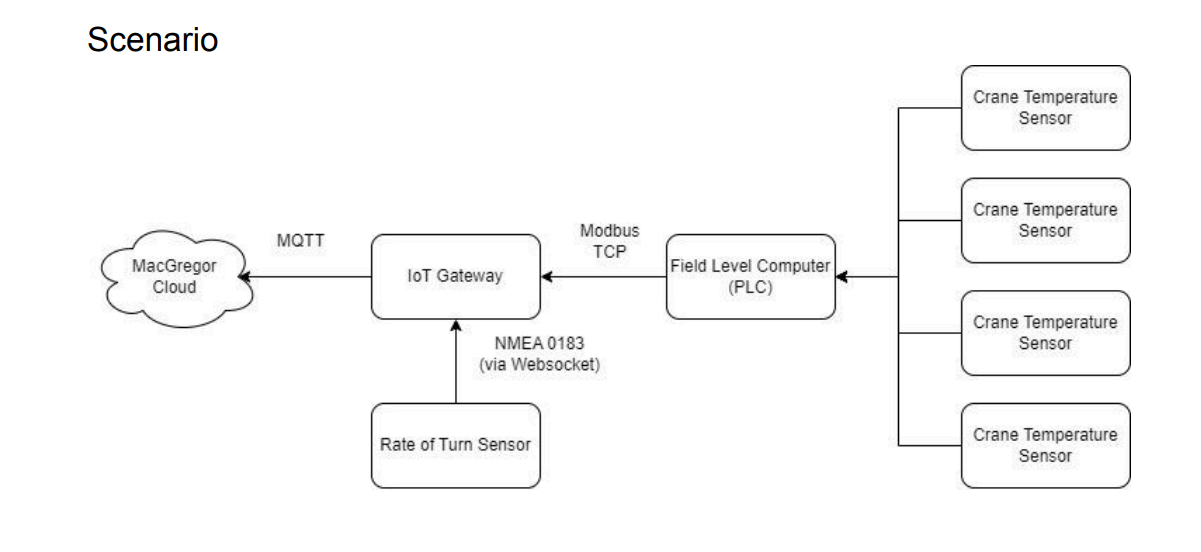 Scenario
Crane Temperature
Sensor
Crane Temperature
Sensor
Modbus
TCP
MQTT
MacGregor
Cloud
IoT Gateway
Field Level Computer
(PLC)
Crane Temperature
Sensor
NMEA 0183
(via Websocket)
Rate of Turn Sensor
Crane Temperature
Sensor